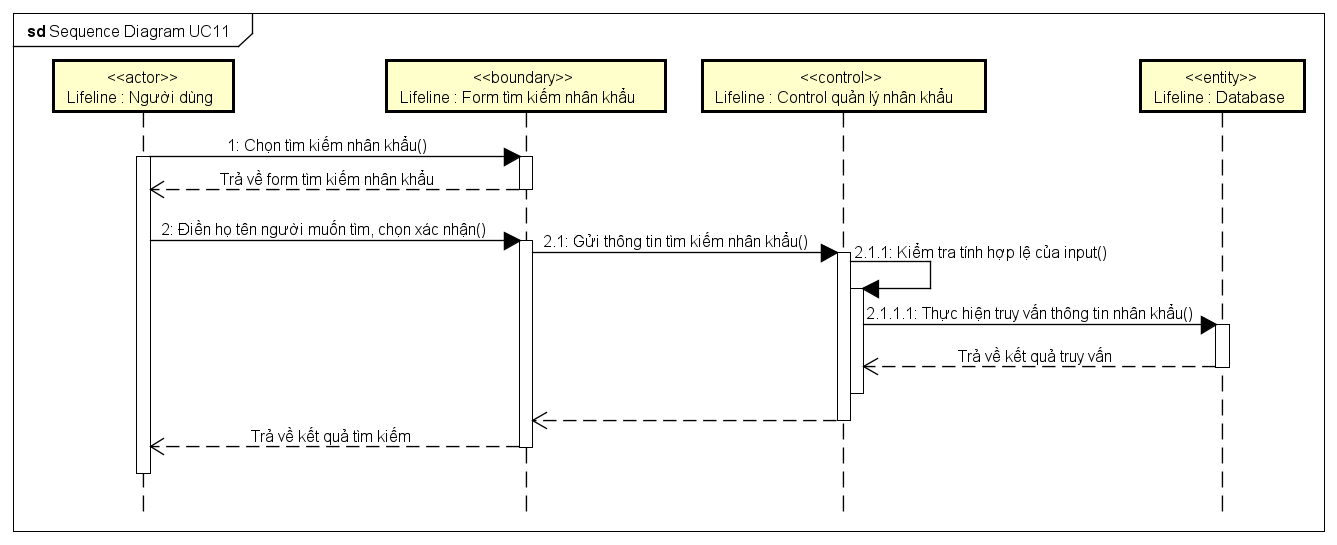 sd Sequence Diagram UC11
<<actor>>
Lifeline : Người dùng
<<boundary>>
Lifeline : Form tìm kiếm nhân khẩu
<<control>>
Lifeline : Control quản lý nhân khẩu
<<entity>>
Lifeline : Database
1: Chọn tìm kiếm nhân khẩu()
Trả về form tìm kiếm nhân khẩu
2: Điền họ tên người muốn tìm, chọn xác nhận()
2.1: Gửi thông tin tìm kiếm nhân khẩu()
2.1.1: Kiểm tra tính hợp lệ của input()
2.1.1.1: Thực hiện truy vấn thông tin nhân khẩu()
Trả về kết quả truy vấn
Trả về kết quả tìm kiếm